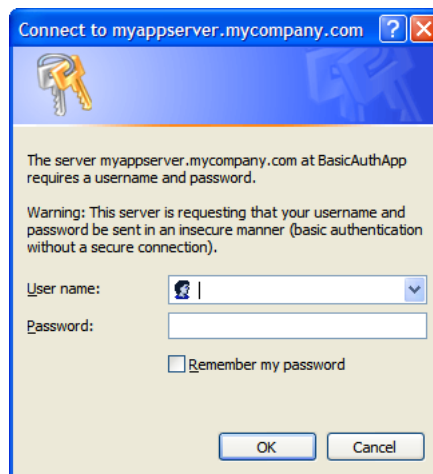 Connect to myappserver.mycompany.com
The server myappserver.mycompany.com at BasicAuthApp
requires a username and password.
Warning: This server is requesting that your username and
password be sent in an insecure manner (basic authentication
without a secure connection).
User name:
Password:
Remember my password
OK Cancel